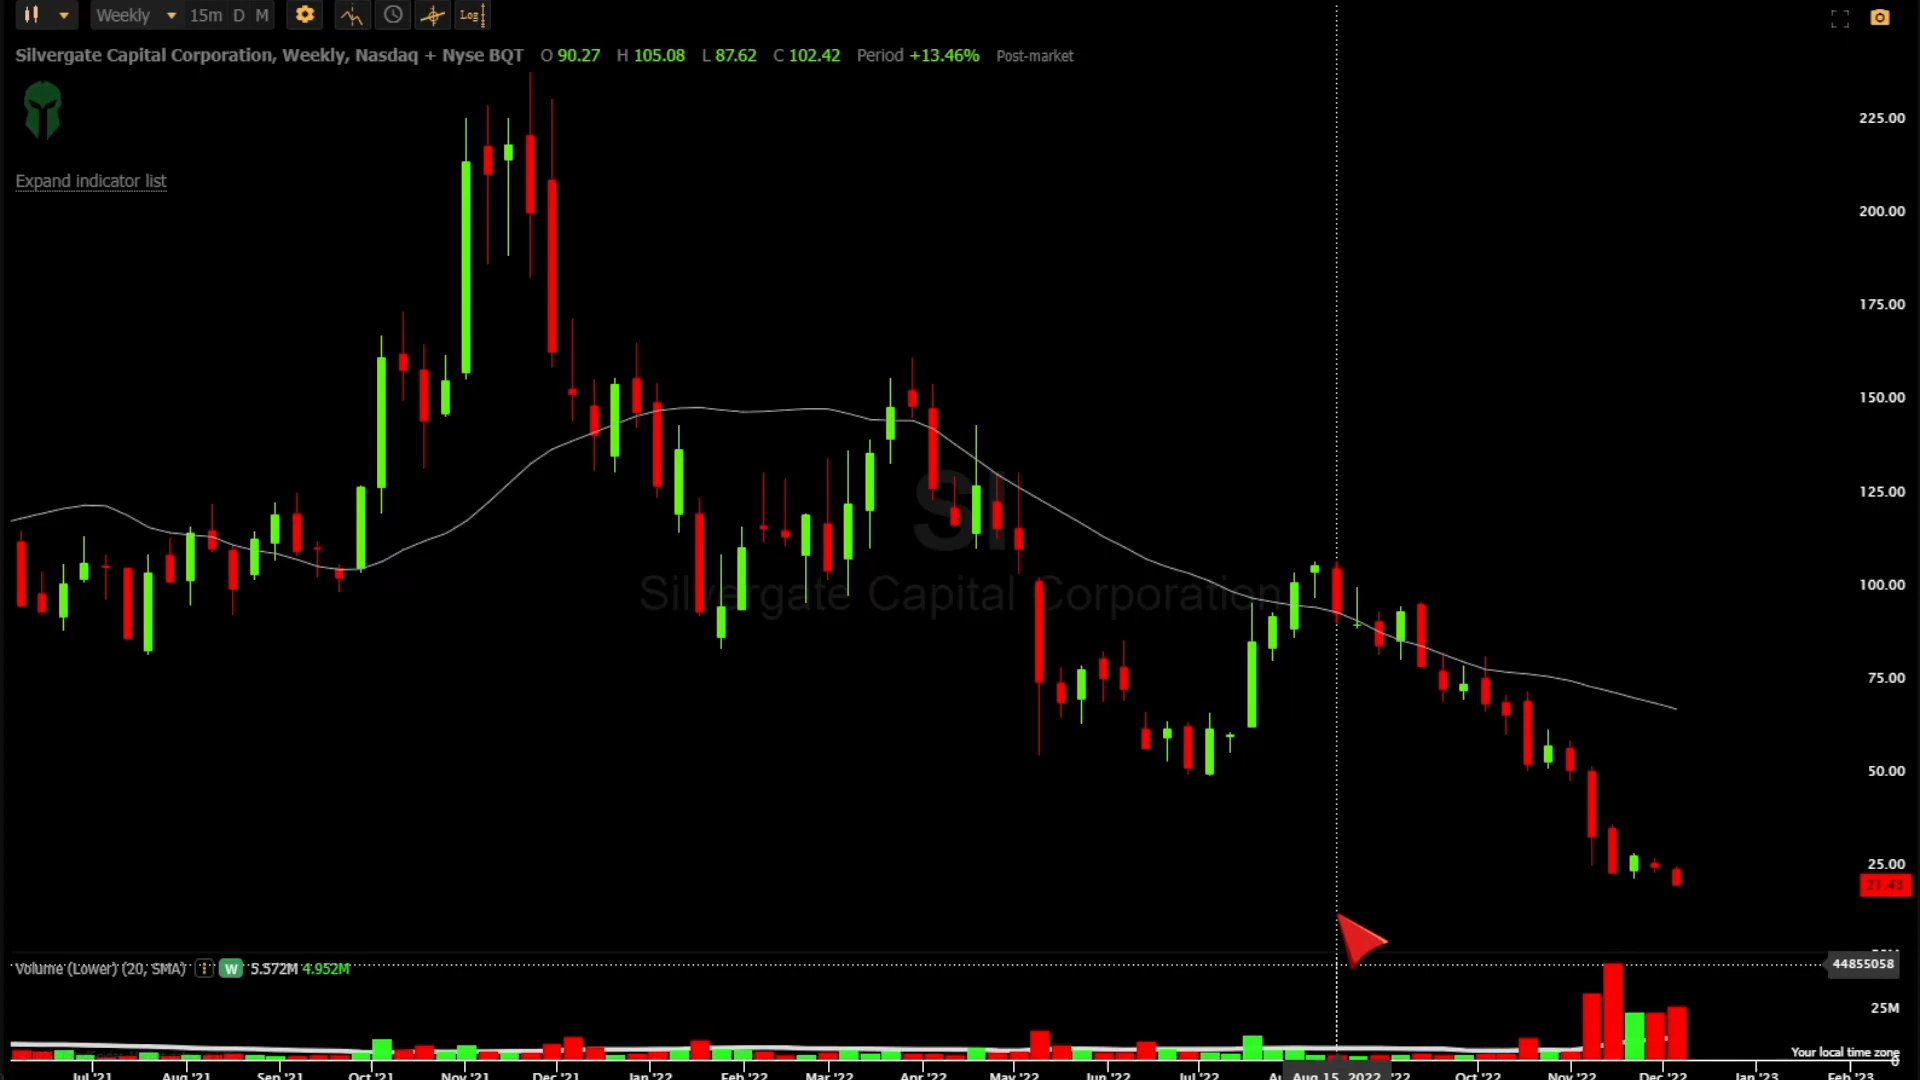 Weekly 15m D M Log
Silvergate Capital Corporation, Weekly, Nasdaq + Nyse BQT O 90.27 H 105.08 L 87.62 C 102.42 Period +13.46% Post-market
Expand indicator list
225.00
200.00
175.00
150.00
125.00
SI
Silvergate Capital Corporation
100.00
75.00
50.00
25.00
21.43
Volume (Lower) (20, SMA) W 5.572M 4.952M
44855058
25M
Your local time zone
0
Jul '21 Aug '21 Sep '21 Oct '21 Nov '21 Dec '21 Jan '22 Feb '22 Mar '22 Apr '22 May '22 Jun '22 Jul '22 Aug 15, 2022 '22 Oct '22 Nov '22 Dec '22 Jan '23 Feb '23